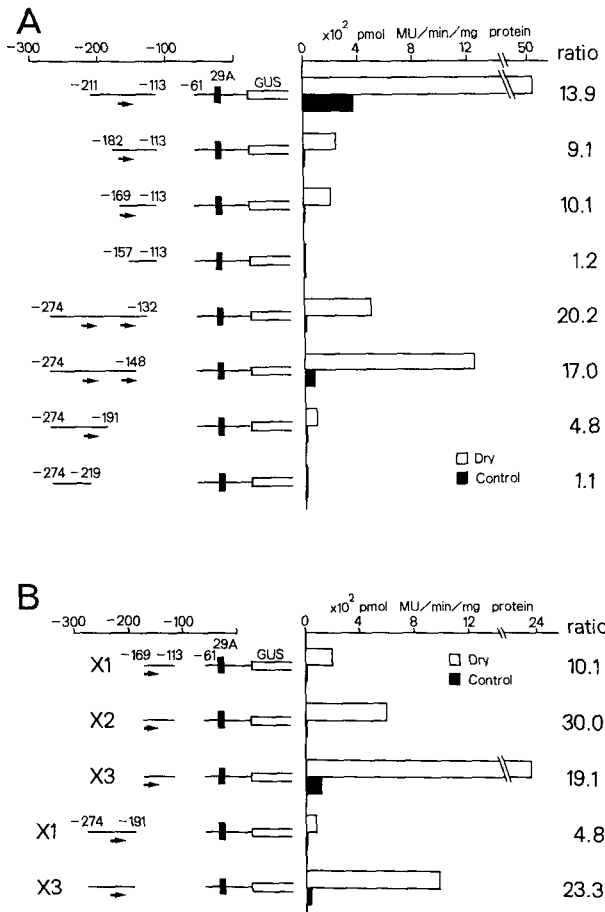 A
×10² pmol MU/min/mg protein
−300 −200 −100 0 4 8 12 50 ratio
−211 −113 −61 29A GUS 13.9
−182 −113 9.1
−169 −113 10.1
−157 −113 1.2
−274 −132 20.2
−274 −148 17.0
−274 −191 4.8
Dry
Control
−274 −219 1.1
B
×10² pmol MU/min/mg protein
−300 −200 −100 0 4 8 12 24 ratio
X1 −169 −113 −61 29A GUS 10.1
Dry
Control
X2 30.0
X3 19.1
X1 −274 −191 4.8
X3 23.3